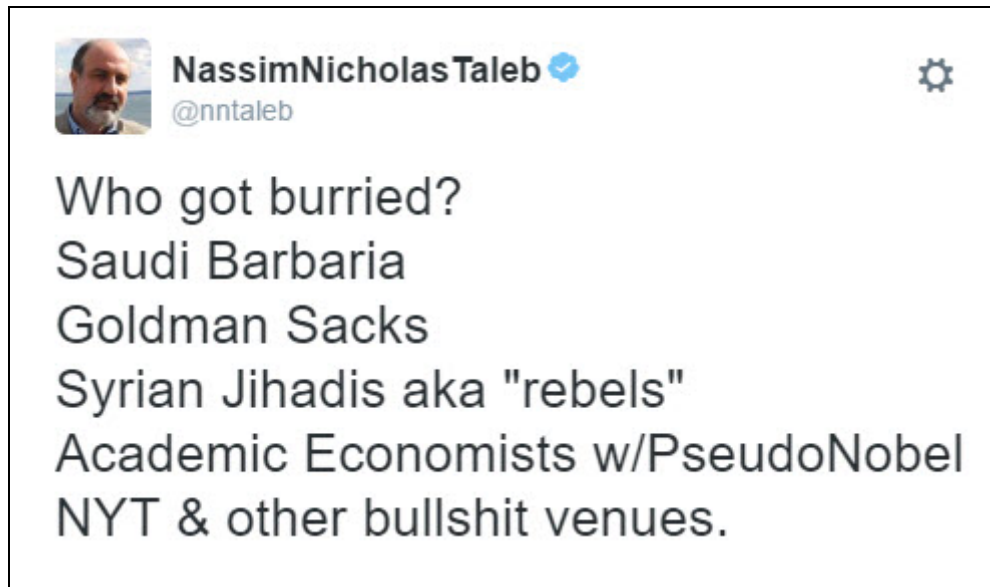 NassimNicholasTaleb
@nntaleb
Who got burried?
Saudi Barbaria
Goldman Sacks
Syrian Jihadis aka "rebels"
Academic Economists w/PseudoNobel
NYT & other bullshit venues.